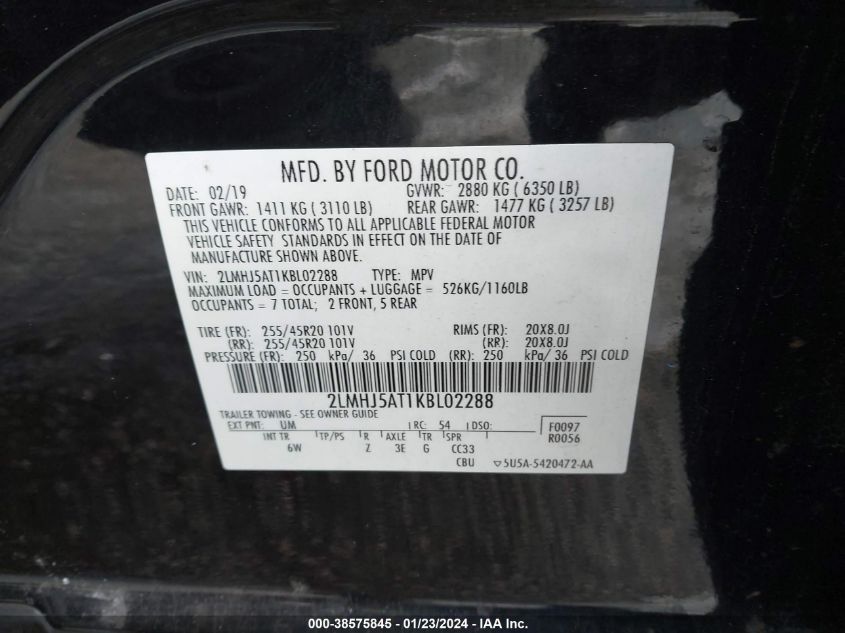 MFD. BY FORD MOTOR CO.
DATE: 02/19 GVWR: 2880 KG ( 6350 LB)
FRONT GAWR: 1411 KG ( 3110 LB) REAR GAWR: 1477 KG ( 3257 LB)
THIS VEHICLE CONFORMS TO ALL APPLICABLE FEDERAL MOTOR
VEHICLE SAFETY STANDARDS IN EFFECT ON THE DATE OF
MANUFACTURE SHOWN ABOVE.
VIN: 2LMHJ5AT1KBL02288 TYPE: MPV
MAXIMUM LOAD = OCCUPANTS + LUGGAGE = 526KG/1160LB
OCCUPANTS = 7 TOTAL; 2 FRONT, 5 REAR
TIRE (FR): 255/45R20 101V RIMS (FR): 20X8.0J
(RR): 255/45R20 101V (RR): 20X8.0J
PRESSURE (FR): 250 kPa/ 36 PSI COLD (RR): 250 kPa/ 36 PSI COLD
2LMHJ5AT1KBL02288
TRAILER TOWING - SEE OWNER GUIDE
EXT PNT: UM RC: 54 DSO: F0097
R0056
INT TR TP/PS R AXLE TR SPR
6W Z 3E G CC33
CBU ▽5U5A-5420472-AA
000-38575845 - 01/23/2024 - IAA Inc.